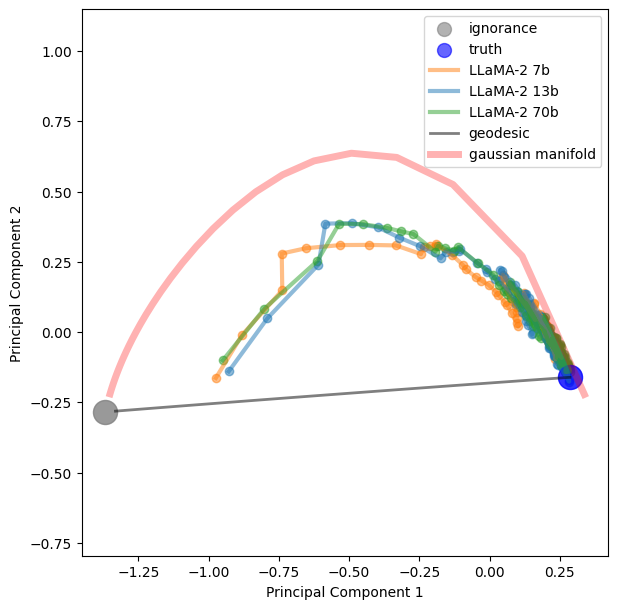 ignorance
truth
LLaMA-2 7b
LLaMA-2 13b
LLaMA-2 70b
geodesic
gaussian manifold
1.00
0.75
0.50
0.25
0.00
−0.25
−0.50
−0.75
Principal Component 2
−1.25
−1.00
−0.75
−0.50
−0.25
0.00
0.25
Principal Component 1